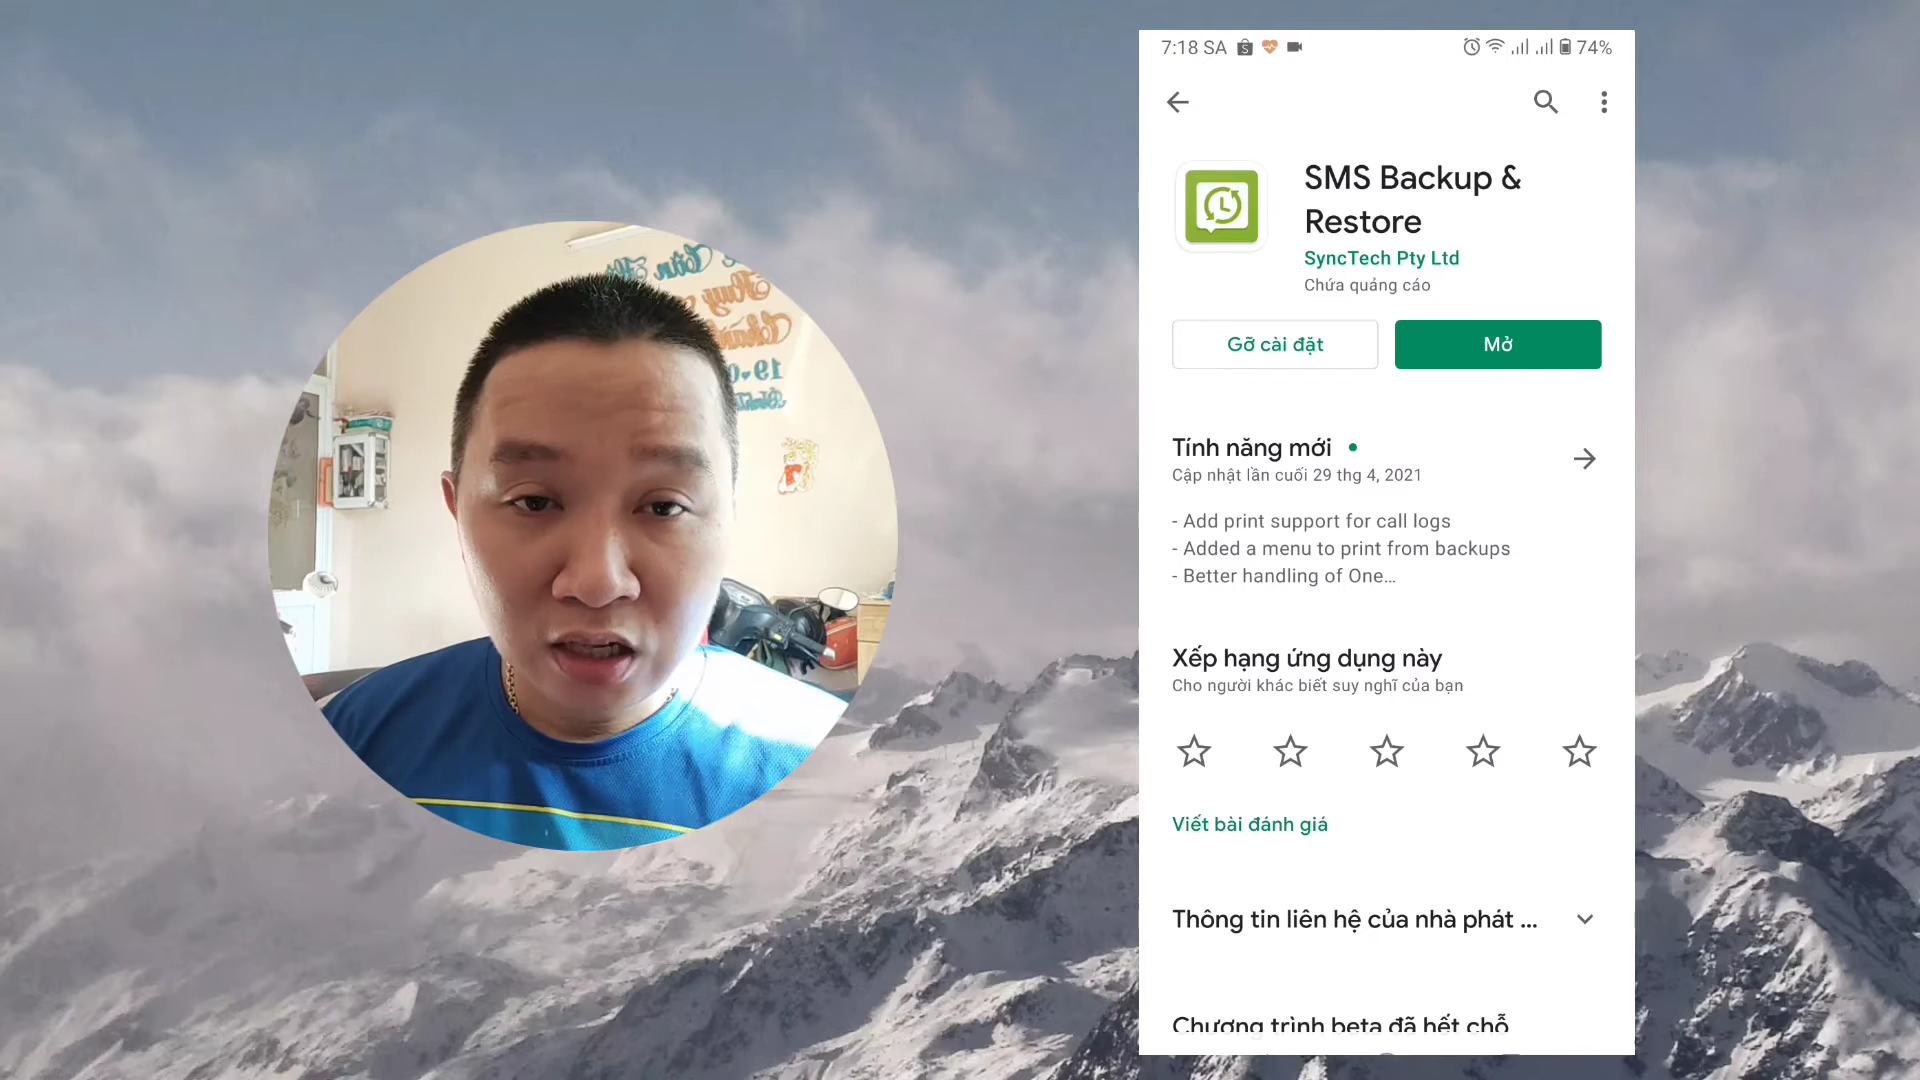 7:18 SA
74%
SMS Backup &
Restore
SyncTech Pty Ltd
Chứa quảng cáo
Gỡ cài đặt
Mở
Tính năng mới
Cập nhật lần cuối 29 thg 4, 2021
- Add print support for call logs
- Added a menu to print from backups
- Better handling of One...
Xếp hạng ứng dụng này
Cho người khác biết suy nghĩ của bạn
Viết bài đánh giá
Thông tin liên hệ của nhà phát ...
Chương trình beta đã hết chỗ